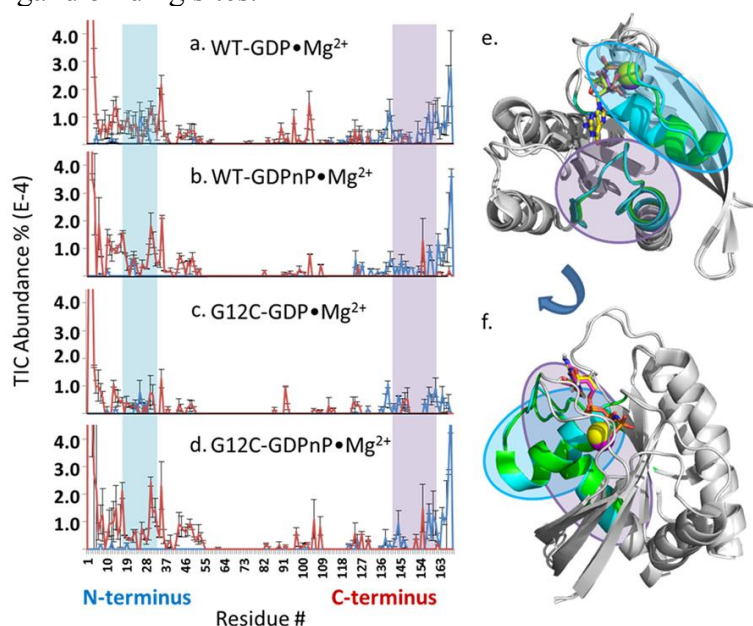 ligand binding sites.
4.0
a. WT-GDP•Mg²⁺
3.0
2.0
1.0
4.0
b. WT-GDPnP•Mg²⁺
3.0
2.0
1.0
4.0
c. G12C-GDP•Mg²⁺
3.0
2.0
1.0
4.0
d. G12C-GDPnP•Mg²⁺
3.0
2.0
1.0
TIC Abundance % (E-4)
1 10 19 28 37 46 55 64 73 82 91 100 109 118 127 136 145 154 163
N-terminus C-terminus
Residue #
e.
f.